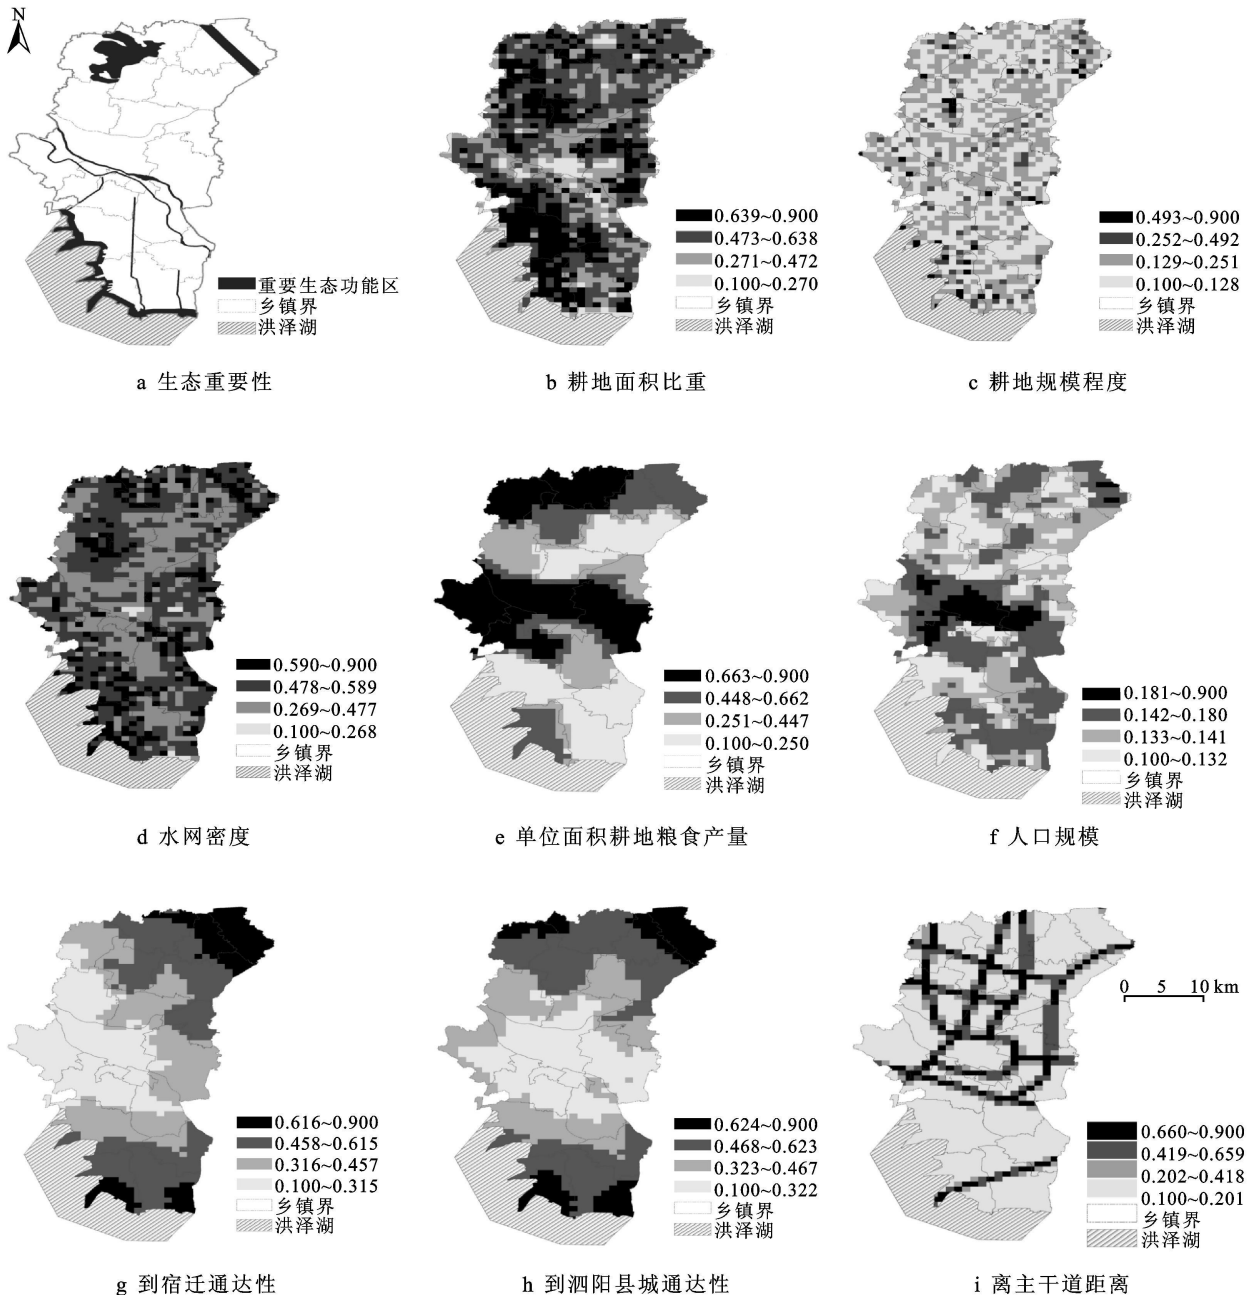 N
重要生态功能区
乡镇界
洪泽湖
a 生态重要性
0.639~0.900
0.473~0.638
0.271~0.472
0.100~0.270
乡镇界
洪泽湖
b 耕地面积比重
0.493~0.900
0.252~0.492
0.129~0.251
0.100~0.128
乡镇界
洪泽湖
c 耕地规模程度
0.590~0.900
0.478~0.589
0.269~0.477
0.100~0.268
乡镇界
洪泽湖
d 水网密度
0.663~0.900
0.448~0.662
0.251~0.447
0.100~0.250
乡镇界
洪泽湖
e 单位面积耕地粮食产量
0.181~0.900
0.142~0.180
0.133~0.141
0.100~0.132
乡镇界
洪泽湖
f 人口规模
0.616~0.900
0.458~0.615
0.316~0.457
0.100~0.315
乡镇界
洪泽湖
g 到宿迁通达性
0.624~0.900
0.468~0.623
0.323~0.467
0.100~0.322
乡镇界
洪泽湖
h 到泗阳县城通达性
0 5 10 km
0.660~0.900
0.419~0.659
0.202~0.418
0.100~0.201
乡镇界
洪泽湖
i 离主干道距离